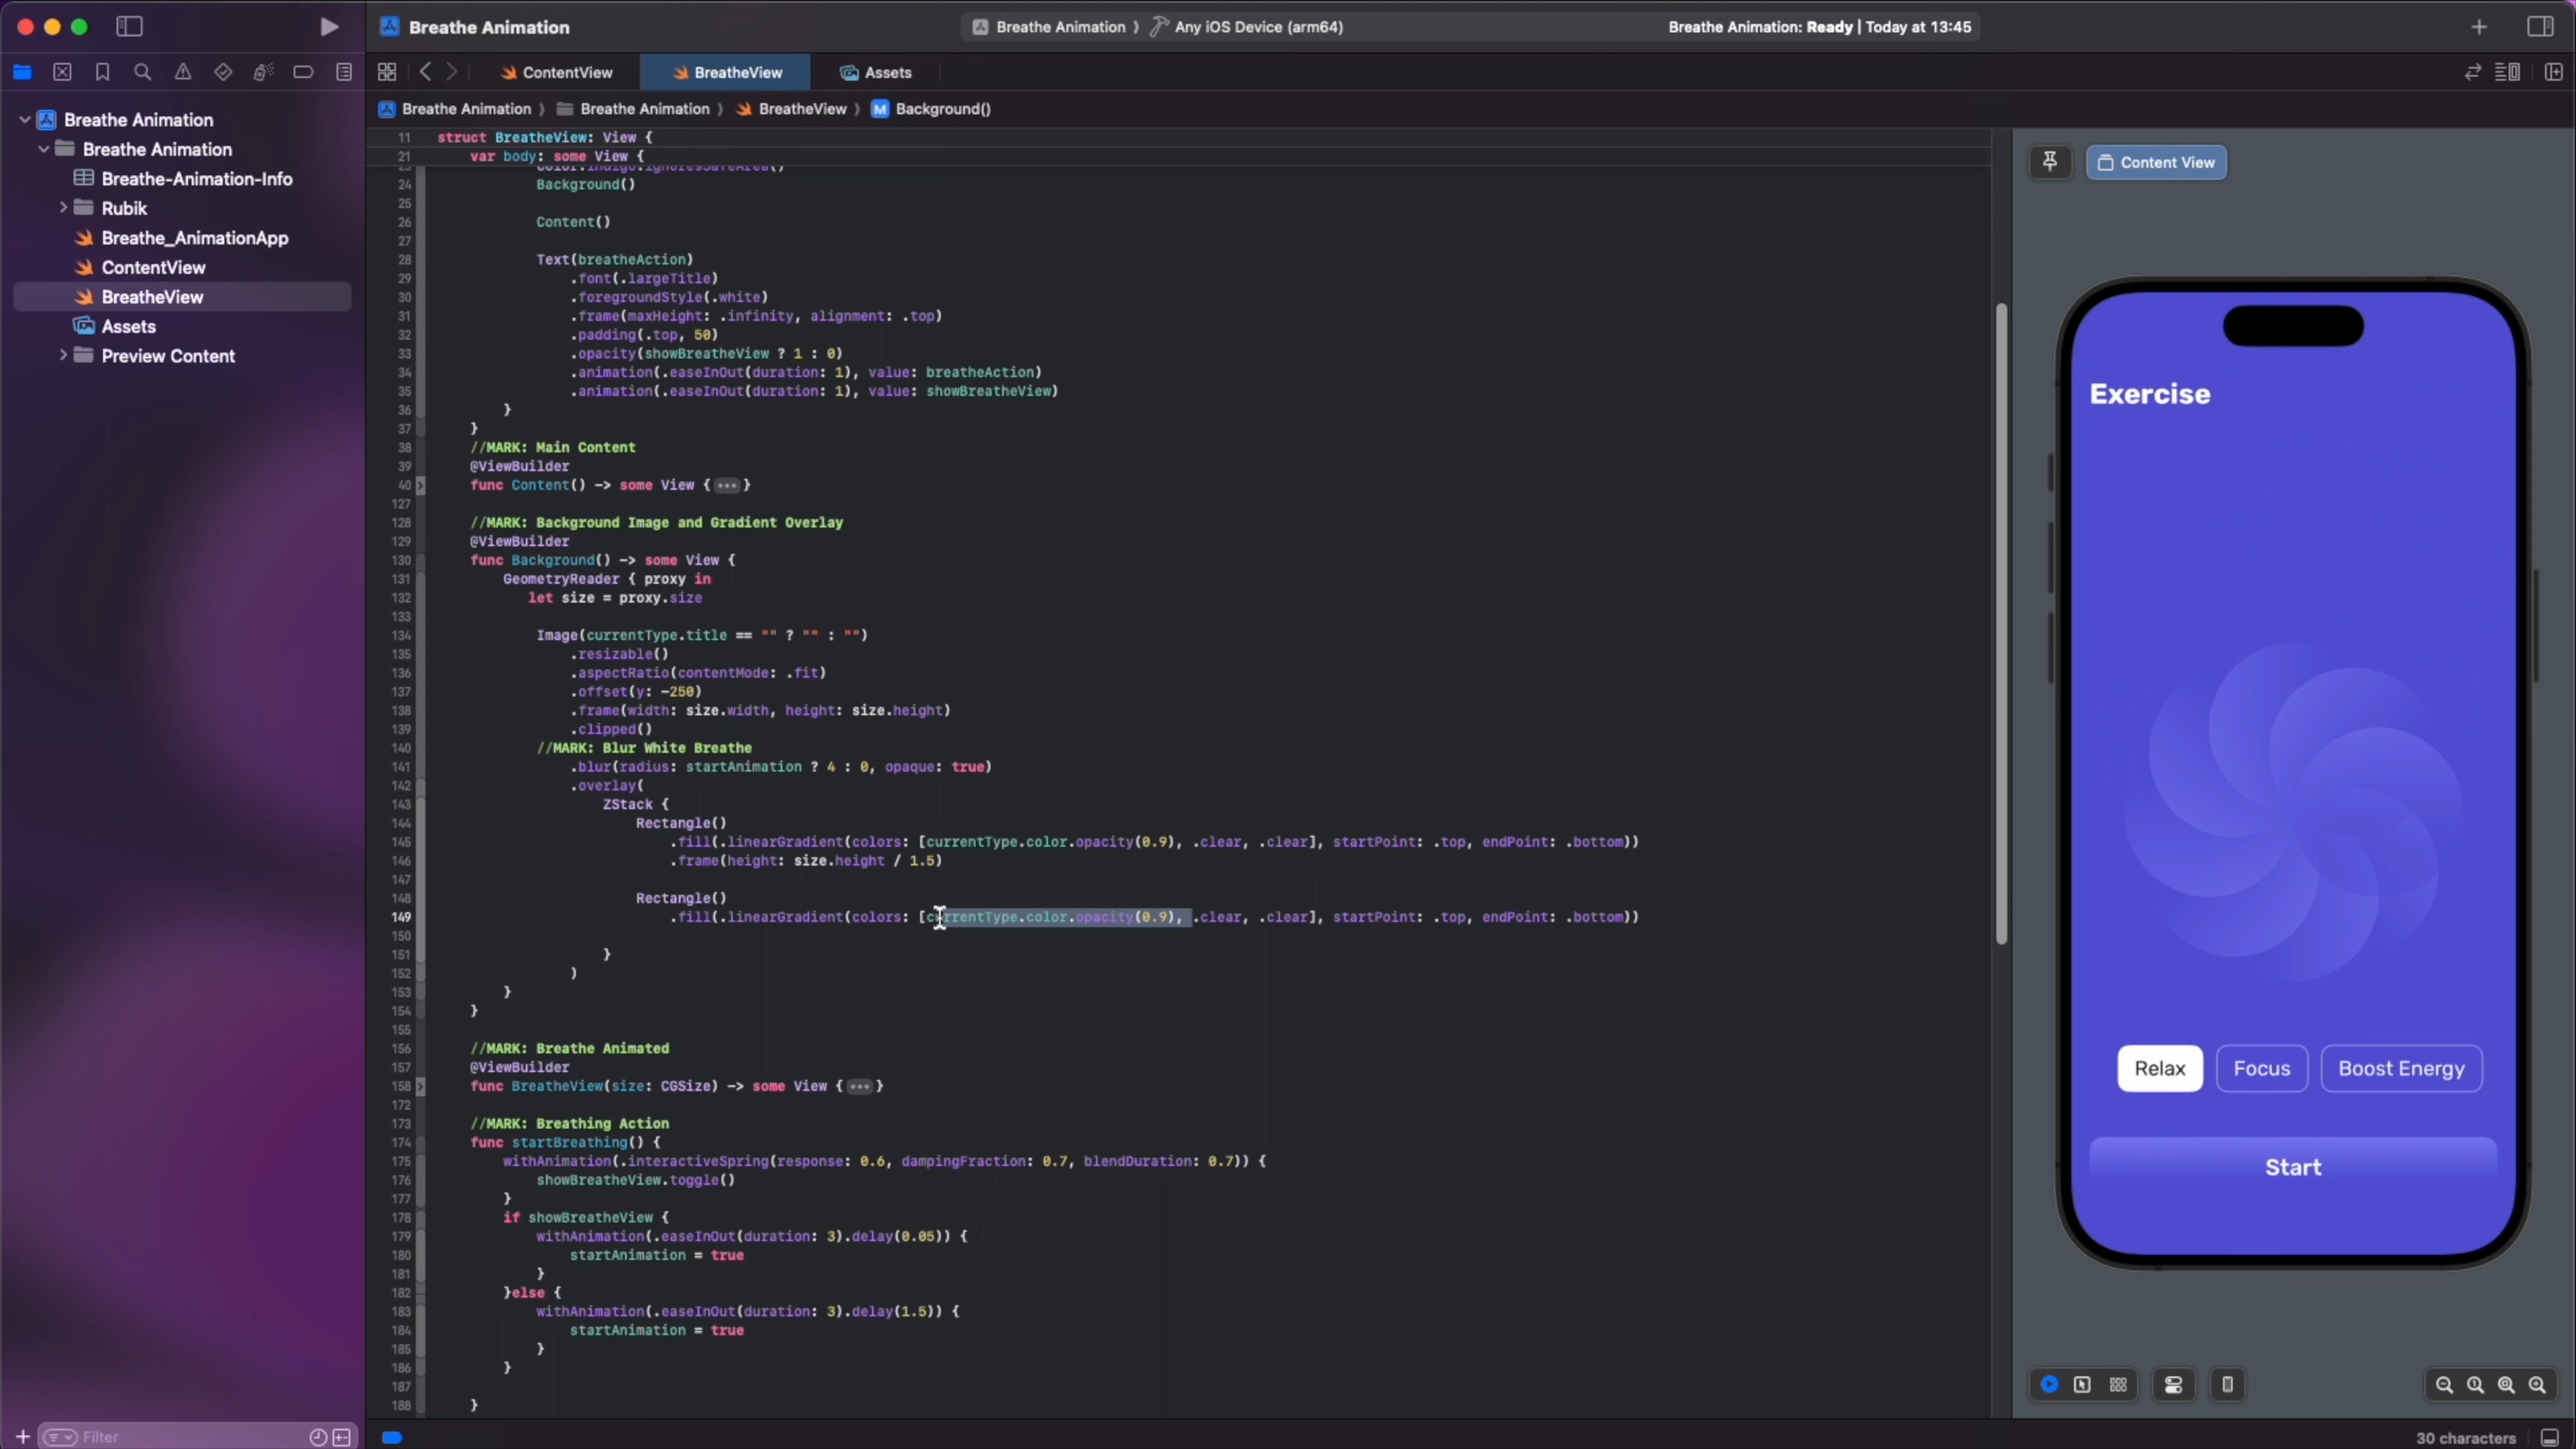 Breathe Animation
Breathe Animation ⟩ Any iOS Device (arm64)
Breathe Animation: Ready | Today at 13:45
ContentView
BreatheView
Assets
Breathe Animation ⟩ Breathe Animation ⟩ BreatheView ⟩ M Background()
Breathe Animation
Breathe Animation
Breathe-Animation-Info
Rubik
Breathe_AnimationApp
ContentView
BreatheView
Assets
Preview Content
Filter
11 struct BreatheView: View {
21 var body: some View {
24 Background()
25
26 Content()
27
28 Text(breatheAction)
29 .font(.largeTitle)
30 .foregroundStyle(.white)
31 .frame(maxHeight: .infinity, alignment: .top)
32 .padding(.top, 50)
33 .opacity(showBreatheView ? 1 : 0)
34 .animation(.easeInOut(duration: 1), value: breatheAction)
35 .animation(.easeInOut(duration: 1), value: showBreatheView)
36 }
37 }
38 //MARK: Main Content
39 @ViewBuilder
40 func Content() -> some View {•••}
127
128 //MARK: Background Image and Gradient Overlay
129 @ViewBuilder
130 func Background() -> some View {
131 GeometryReader { proxy in
132 let size = proxy.size
133
134 Image(currentType.title == "" ? "" : "")
135 .resizable()
136 .aspectRatio(contentMode: .fit)
137 .offset(y: -250)
138 .frame(width: size.width, height: size.height)
139 .clipped()
140 //MARK: Blur White Breathe
141 .blur(radius: startAnimation ? 4 : 0, opaque: true)
142 .overlay(
143 ZStack {
144 Rectangle()
145 .fill(.linearGradient(colors: [currentType.color.opacity(0.9), .clear, .clear], startPoint: .top, endPoint: .bottom))
146 .frame(height: size.height / 1.5)
147
148 Rectangle()
149 .fill(.linearGradient(colors: [currentType.color.opacity(0.9), .clear, .clear], startPoint: .top, endPoint: .bottom))
150
151 }
152 )
153 }
154 }
155
156 //MARK: Breathe Animated
157 @ViewBuilder
158 func BreatheView(size: CGSize) -> some View {•••}
172
173 //MARK: Breathing Action
174 func startBreathing() {
175 withAnimation(.interactiveSpring(response: 0.6, dampingFraction: 0.7, blendDuration: 0.7)) {
176 showBreatheView.toggle()
177 }
178 if showBreatheView {
179 withAnimation(.easeInOut(duration: 3).delay(0.05)) {
180 startAnimation = true
181 }
182 }else {
183 withAnimation(.easeInOut(duration: 3).delay(1.5)) {
184 startAnimation = true
185 }
186 }
187
188 }
Content View
Exercise
Relax
Focus
Boost Energy
Start
30 characters